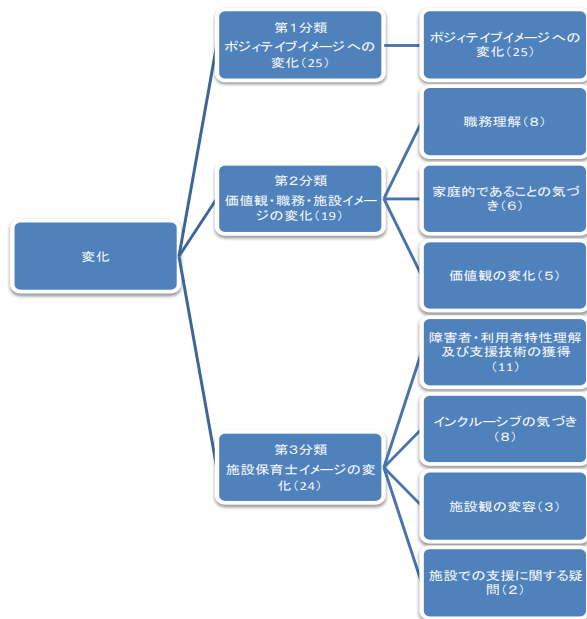 変化
第1分類
ポジィテイブイメージへの
変化(25)
ポジィテイブイメージへの
変化(25)
第2分類
価値観・職務・施設イメー
ジの変化(19)
職務理解(8)
家庭的であることの気づ
き(6)
価値観の変化(5)
第3分類
施設保育士イメージの変
化(24)
障害者・利用者特性理解
及び支援技術の獲得
(11)
インクルーシブの気づき
(8)
施設観の変容(3)
施設での支援に関する疑
問(2)